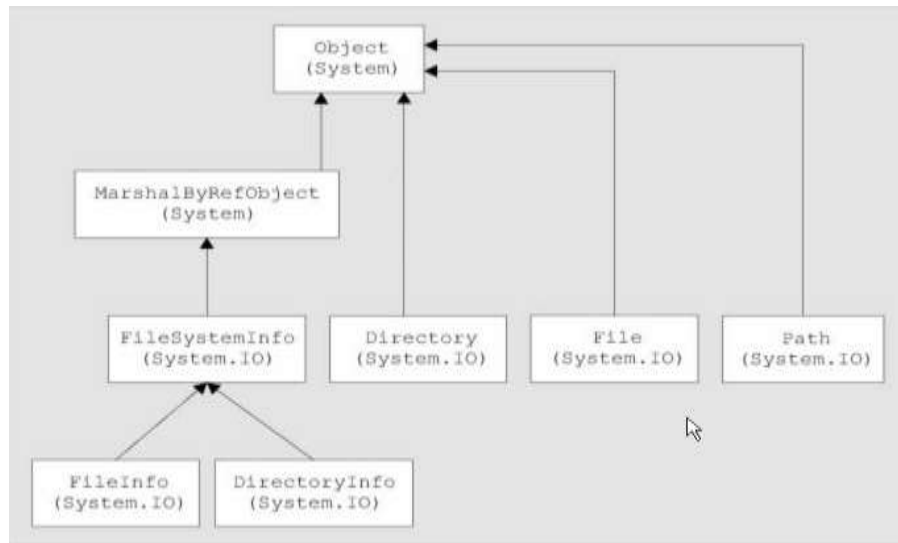 Object
(System)
MarshalByRefObject
(System)
FileSystemInfo
(System.IO)
Directory
(System.IO)
File
(System.IO)
Path
(System.IO)
FileInfo
(System.IO)
DirectoryInfo
(System.IO)